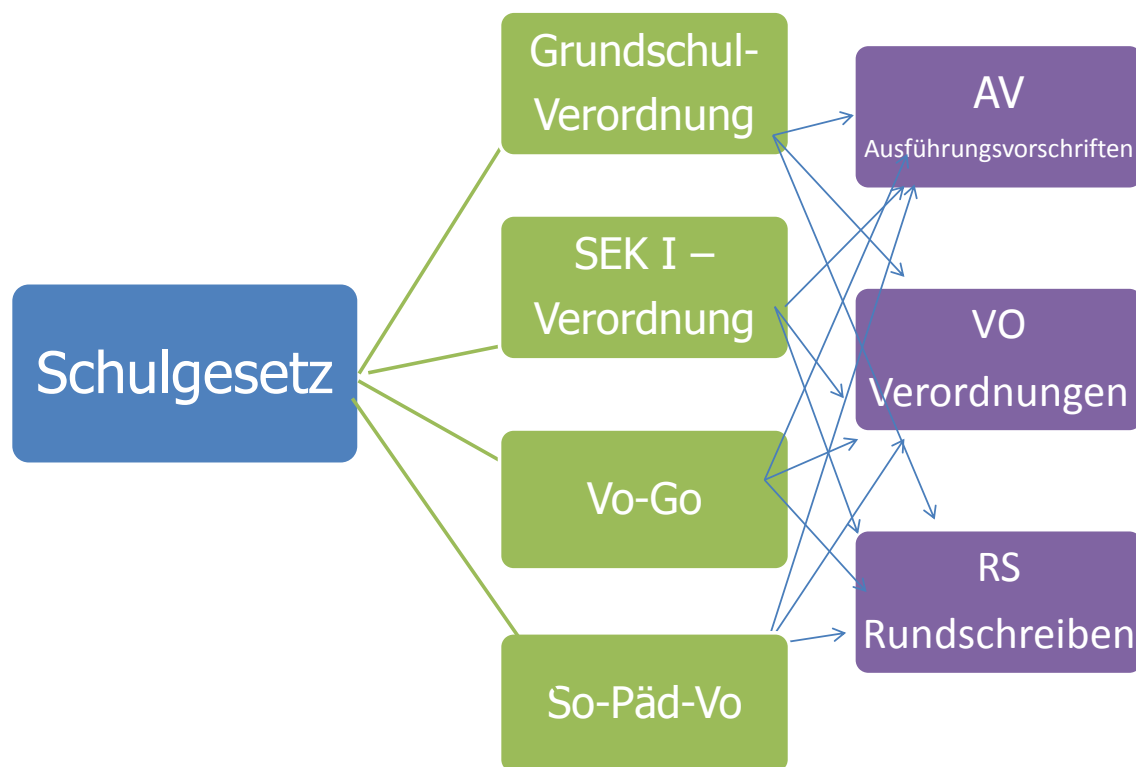 Schulgesetz
Grundschul-
Verordnung
SEK I –
Verordnung
Vo-Go
So-Päd-Vo
AV
Ausführungsvorschriften
VO
Verordnungen
RS
Rundschreiben